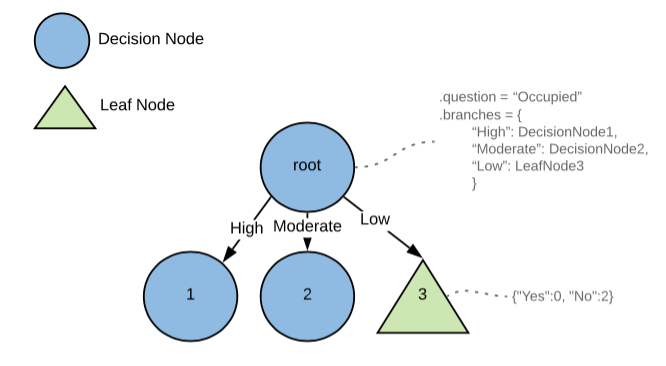 Decision Node
Leaf Node
.question = “Occupied”
.branches = {
“High”: DecisionNode1,
“Moderate”: DecisionNode2,
“Low”: LeafNode3
}
root
High
Moderate
Low
1
2
3
{"Yes":0, "No":2}